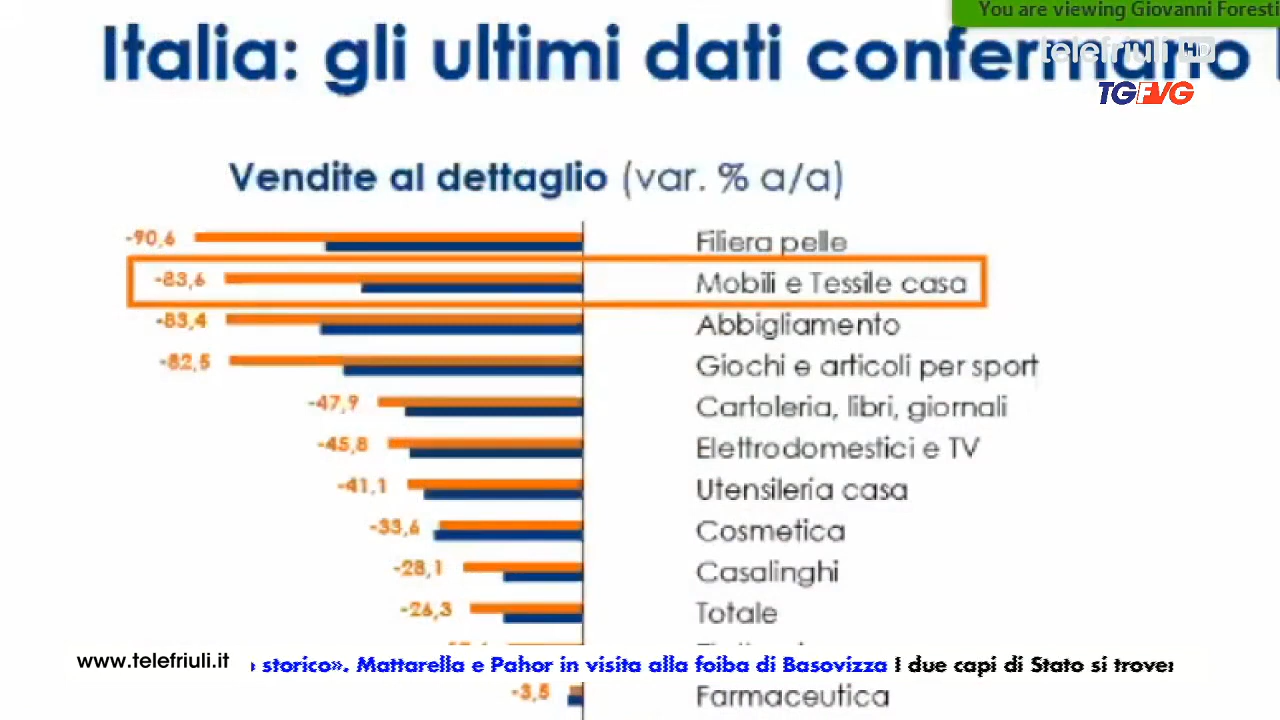 You are viewing Giovanni Foresti
Italia: gli ultimi dati confermano
telefriuli HD
TGFVG
Vendite al dettaglio (var. % a/a)
-90,6 Filiera pelle
-83,6 Mobili e Tessile casa
-83,4 Abbigliamento
-82,5 Giochi e articoli per sport
-47,9 Cartoleria, libri, giornali
-45,8 Elettrodomestici e TV
-41,1 Utensileria casa
-33,6 Cosmetica
-28,1 Casalinghi
-26,3 Totale
www.telefriuli.it storico». Mattarella e Pahor in visita alla foiba di Basovizza I due capi di Stato si trover
-3,5 Farmaceutica